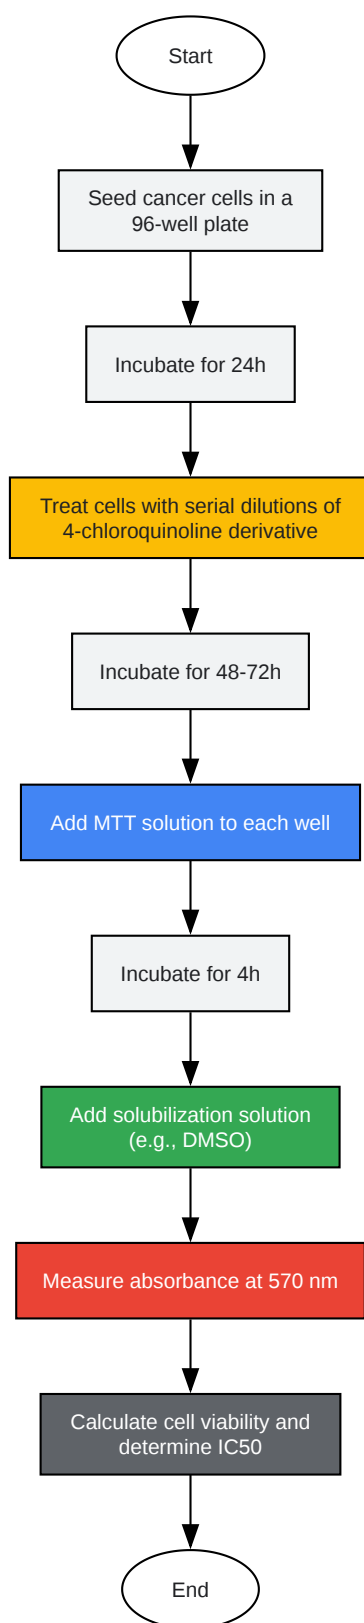 Start
Seed cancer cells in a
96-well plate
Incubate for 24h
Treat cells with serial dilutions of
4-chloroquinoline derivative
Incubate for 48-72h
Add MTT solution to each well
Incubate for 4h
Add solubilization solution
(e.g., DMSO)
Measure absorbance at 570 nm
Calculate cell viability and
determine IC50
End